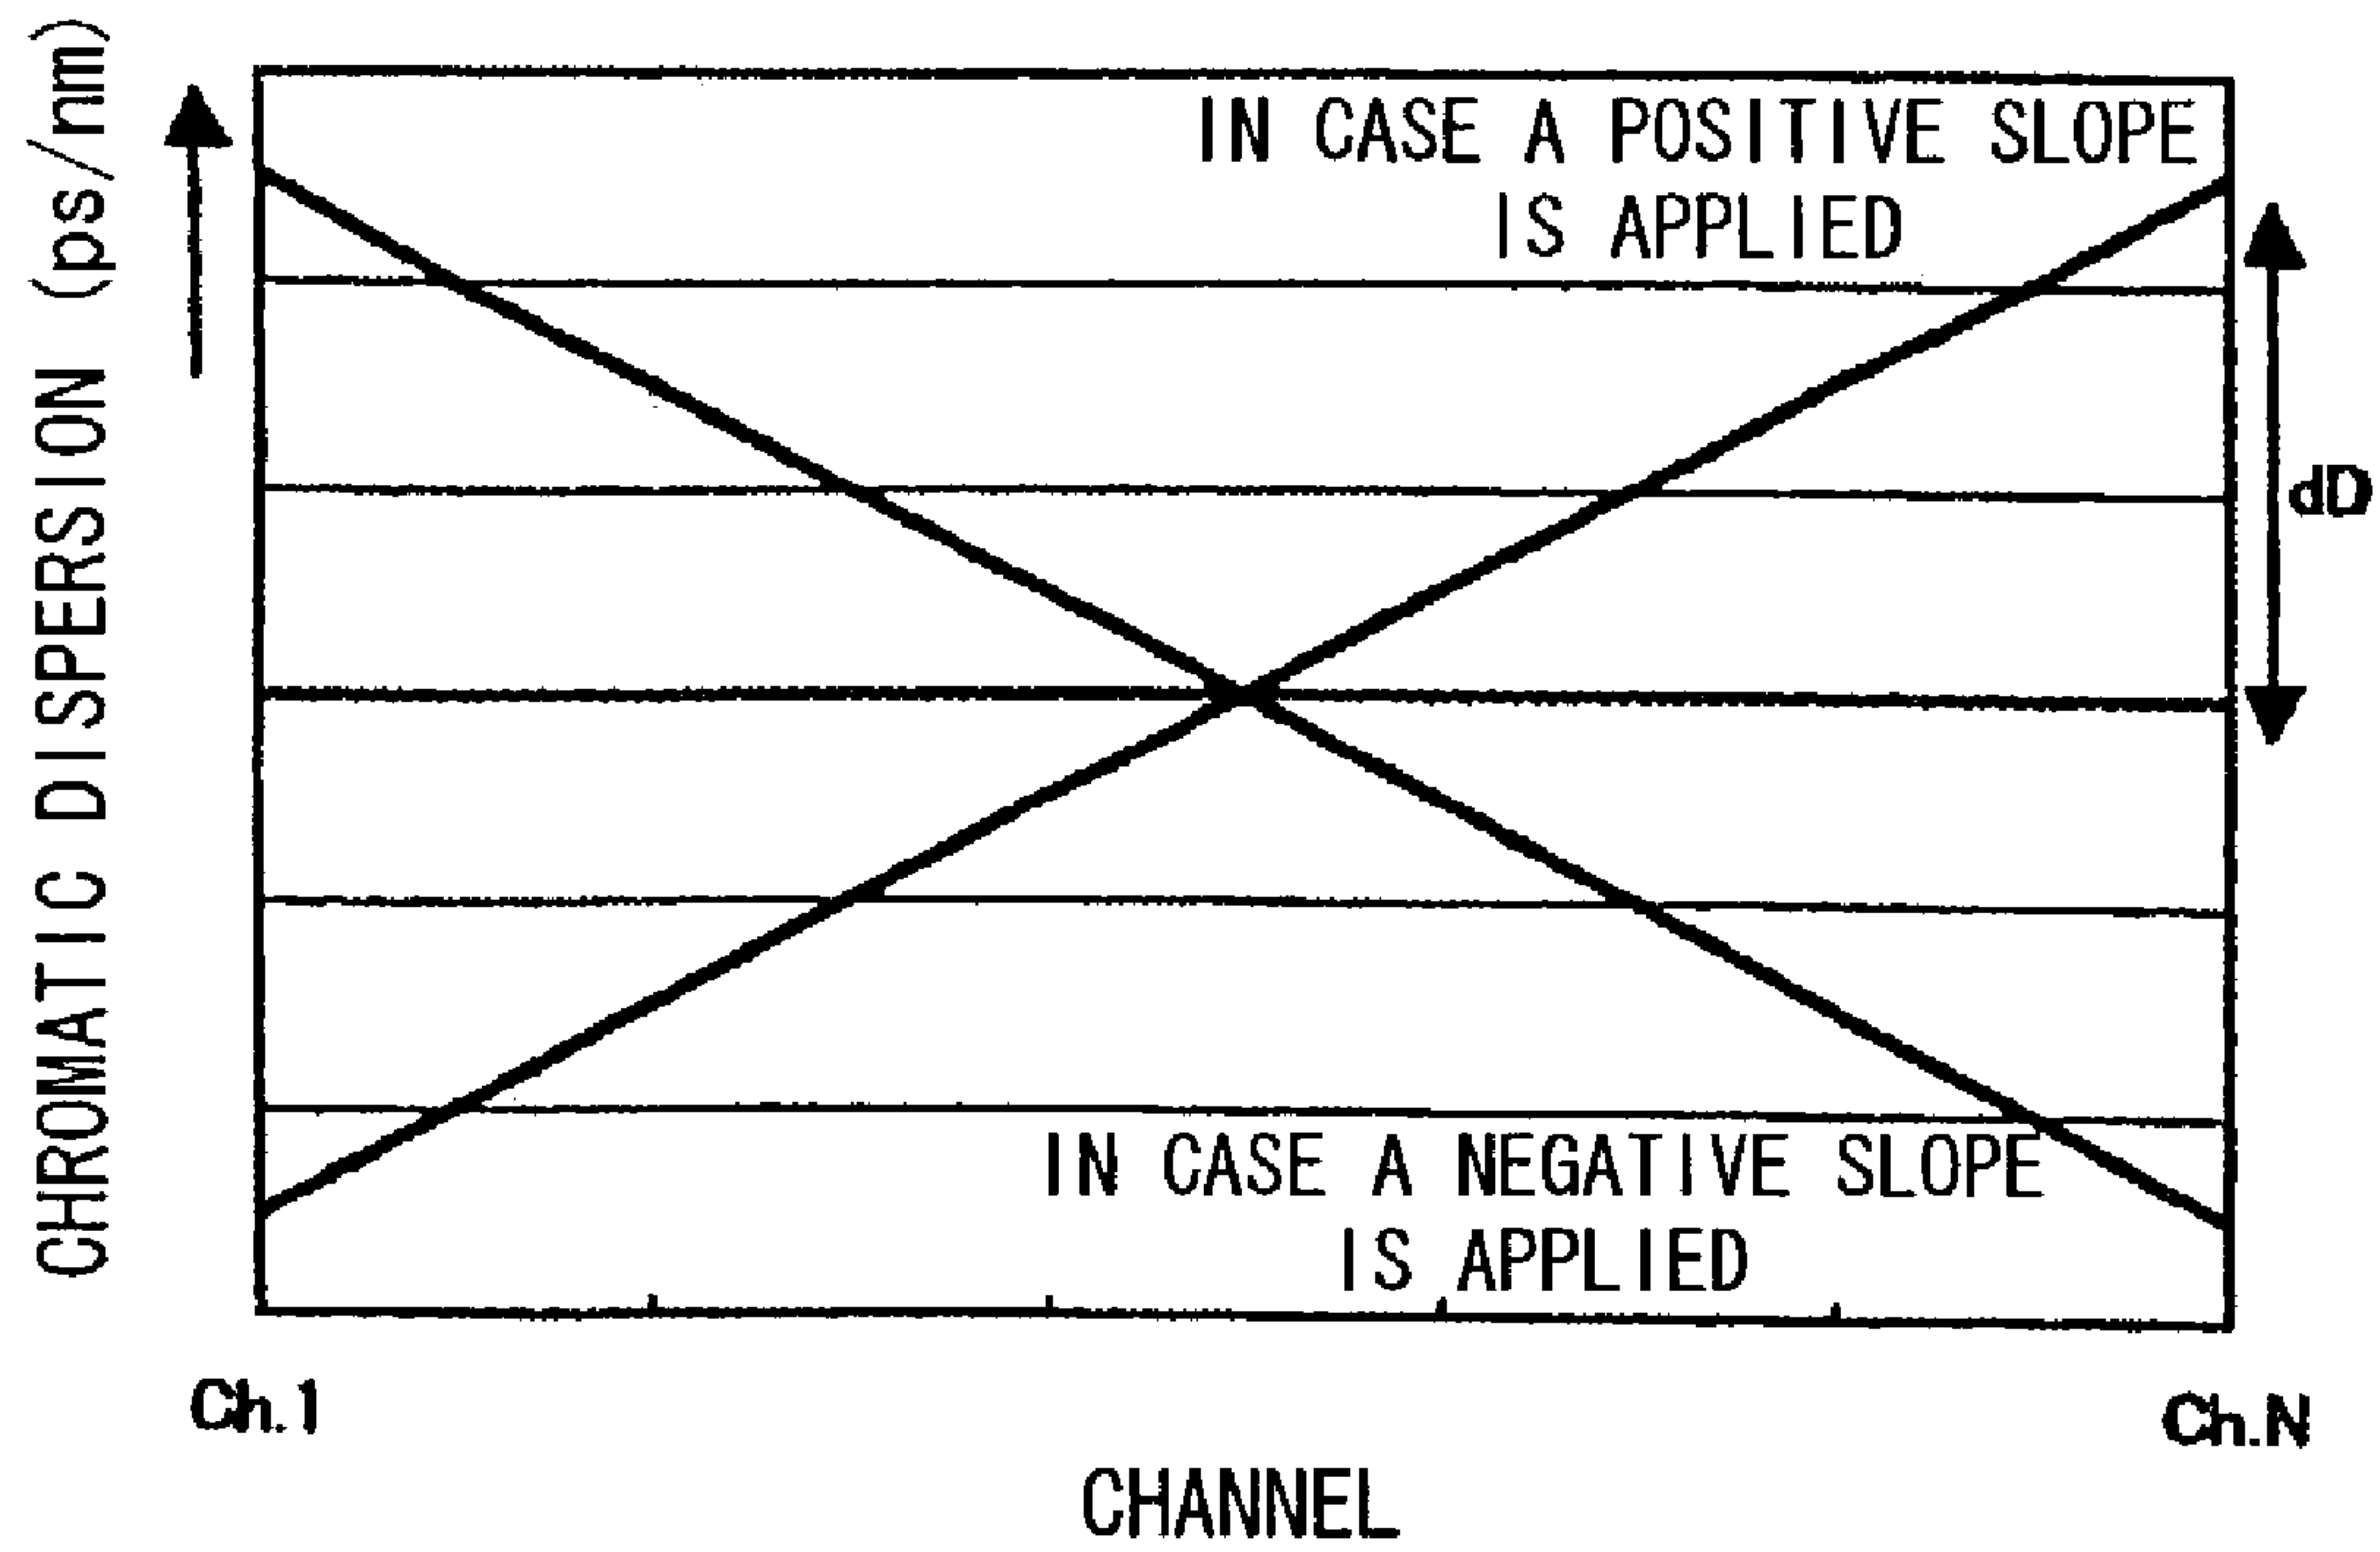 CHROMATIC DISPERSION (ps/nm)
IN CASE A POSITIVE SLOPE
IS APPLIED
dD
IN CASE A NEGATIVE SLOPE
IS APPLIED
Ch.1
Ch.N
CHANNEL